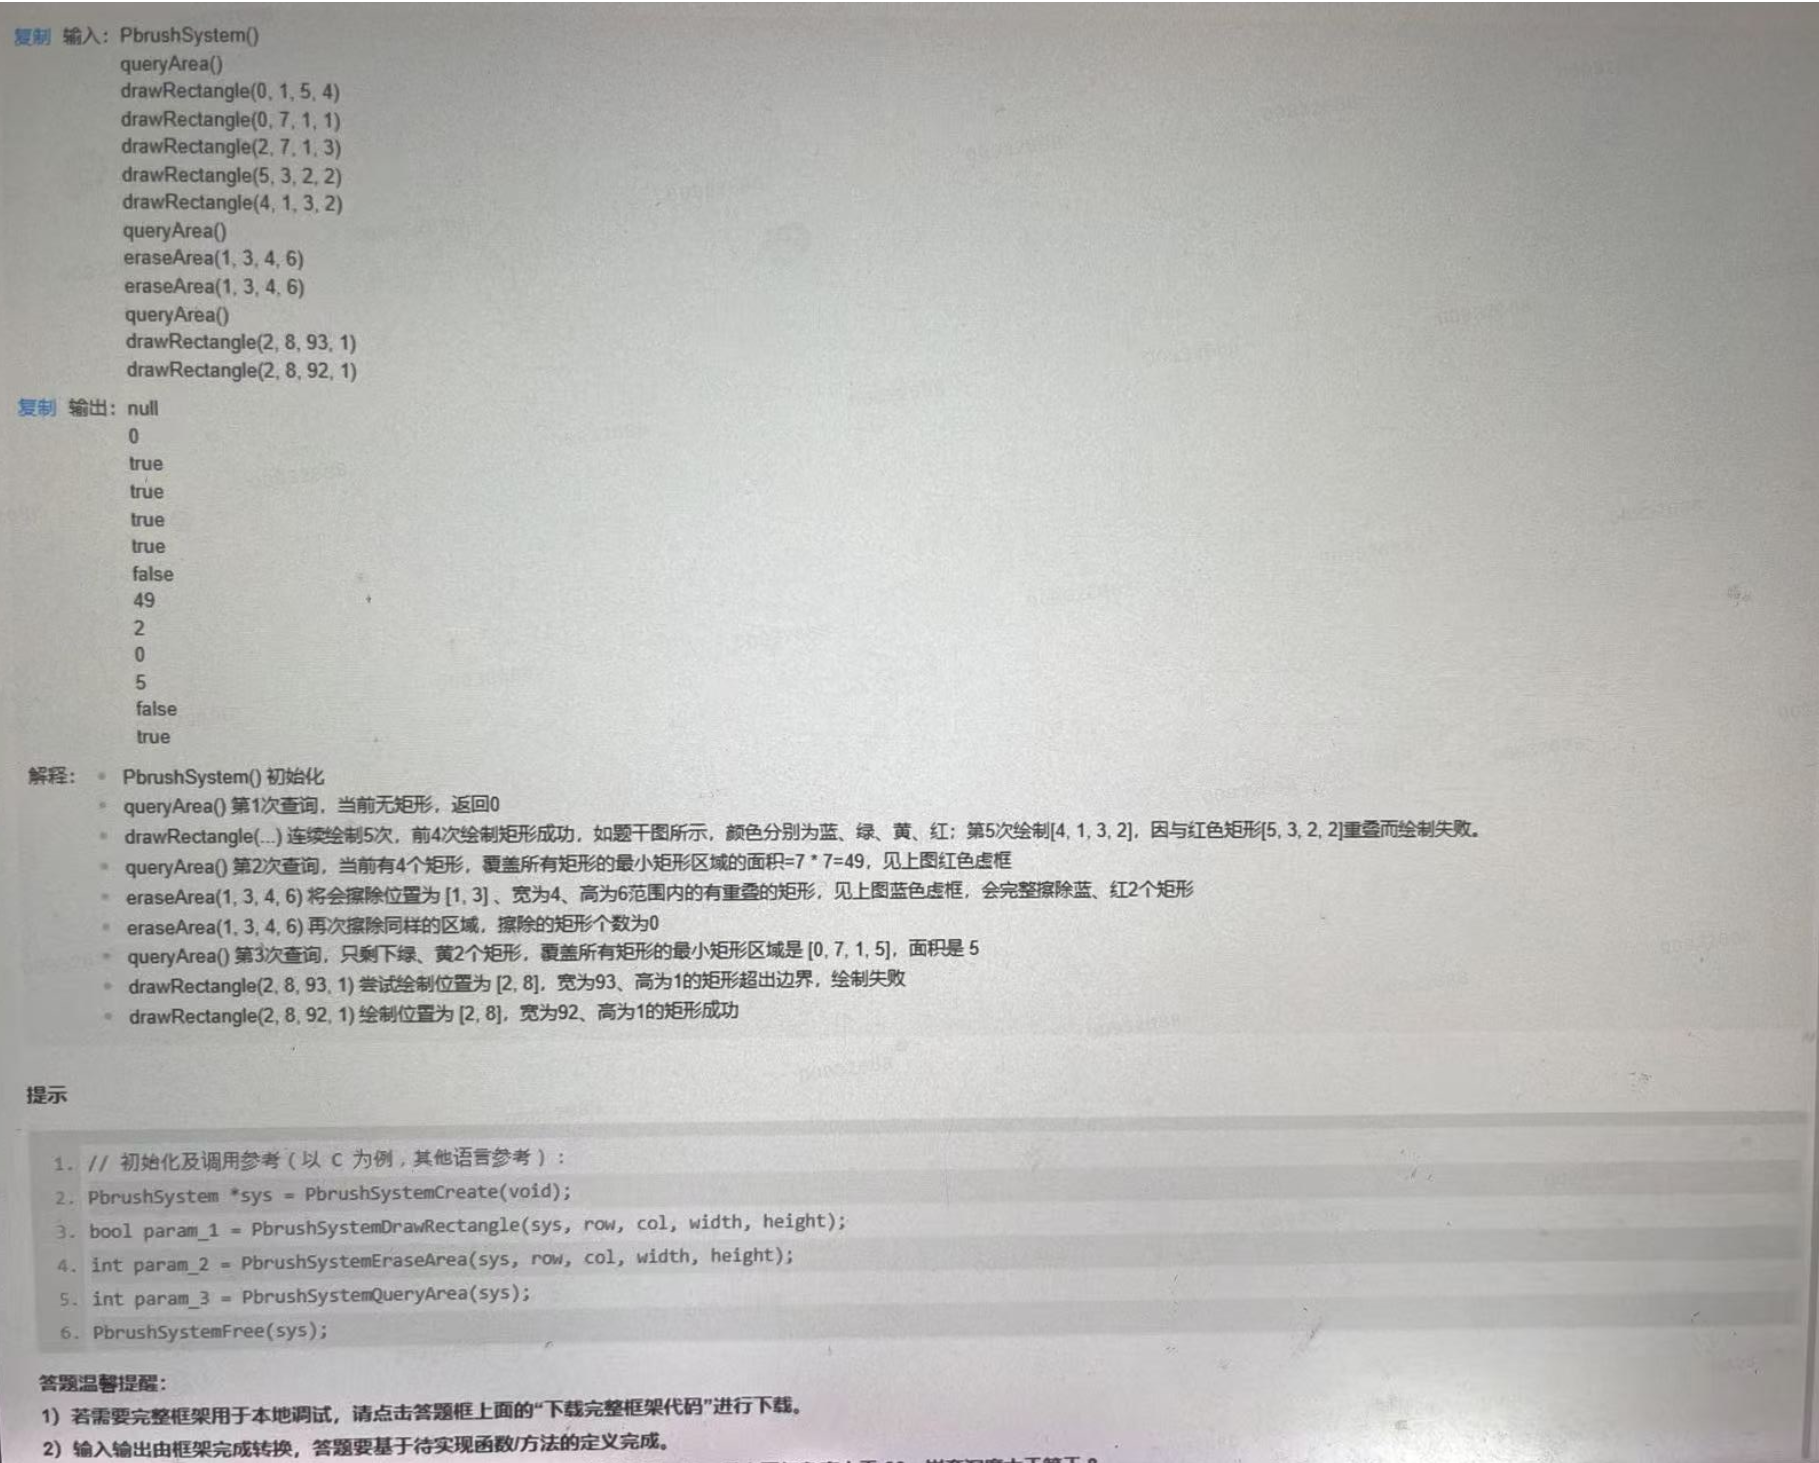 复制 输入: PbrushSystem()
queryArea()
drawRectangle(0, 1, 5, 4)
drawRectangle(0, 7, 1, 1)
drawRectangle(2, 7, 1, 3)
drawRectangle(5, 3, 2, 2)
drawRectangle(4, 1, 3, 2)
queryArea()
eraseArea(1, 3, 4, 6)
eraseArea(1, 3, 4, 6)
queryArea()
drawRectangle(2, 8, 93, 1)
drawRectangle(2, 8, 92, 1)
复制 输出: null
0
true
true
true
true
false
49
2
0
5
false
true
解释: • PbrushSystem() 初始化
• queryArea() 第1次查询，当前无矩形，返回0
• drawRectangle(...) 连续绘制5次，前4次绘制矩形成功，如题干图所示，颜色分别为蓝、绿、黄、红；第5次绘制[4, 1, 3, 2]，因与红色矩形[5, 3, 2, 2]重叠而绘制失败。
• queryArea() 第2次查询，当前有4个矩形，覆盖所有矩形的最小矩形区域的面积=7 * 7=49，见上图红色虚框
• eraseArea(1, 3, 4, 6) 将会擦除位置为 [1, 3] 、宽为4、高为6范围内的有重叠的矩形，见上图蓝色虚框，会完整擦除蓝、红2个矩形
• eraseArea(1, 3, 4, 6) 再次擦除同样的区域，擦除的矩形个数为0
• queryArea() 第3次查询，只剩下绿、黄2个矩形，覆盖所有矩形的最小矩形区域是 [0, 7, 1, 5]，面积是 5
• drawRectangle(2, 8, 93, 1) 尝试绘制位置为 [2, 8]，宽为93、高为1的矩形超出边界，绘制失败
• drawRectangle(2, 8, 92, 1) 绘制位置为 [2, 8]，宽为92、高为1的矩形成功
提示
1. // 初始化及调用参考（以 C 为例，其他语言参考）:
2. PbrushSystem *sys = PbrushSystemCreate(void);
3. bool param_1 = PbrushSystemDrawRectangle(sys, row, col, width, height);
4. int param_2 = PbrushSystemEraseArea(sys, row, col, width, height);
5. int param_3 = PbrushSystemQueryArea(sys);
6. PbrushSystemFree(sys);
答题温馨提醒：
1）若需要完整框架用于本地调试，请点击答题框上面的“下载完整框架代码”进行下载。
2）输入输出由框架完成转换，答题要基于待实现函数/方法的定义完成。